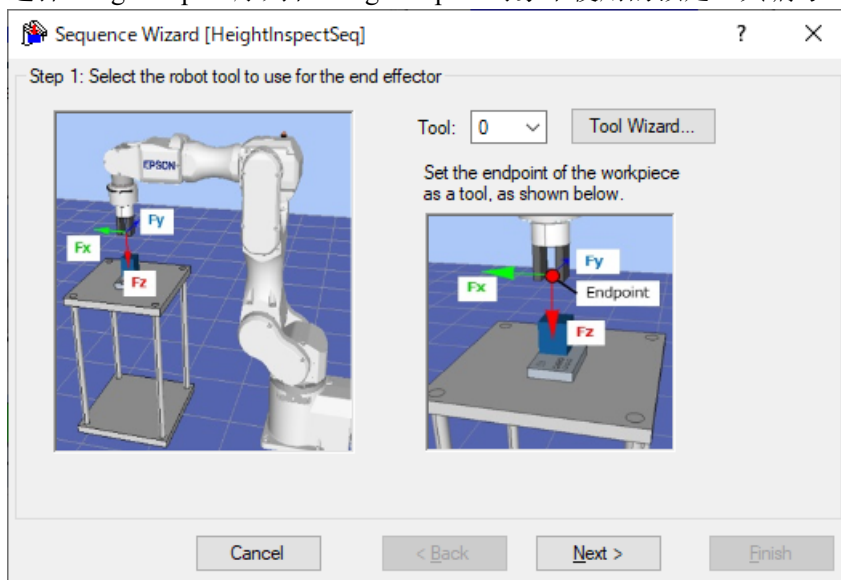 Sequence Wizard [HeightInspectSeq]
?
Step 1: Select the robot tool to use for the end effector
Tool: 0
Tool Wizard...
Set the endpoint of the workpiece
as a tool, as shown below.
EPSON
Fy
Fx
Fz
Fy
Fx
Endpoint
Fz
Cancel
< Back
Next >
Finish